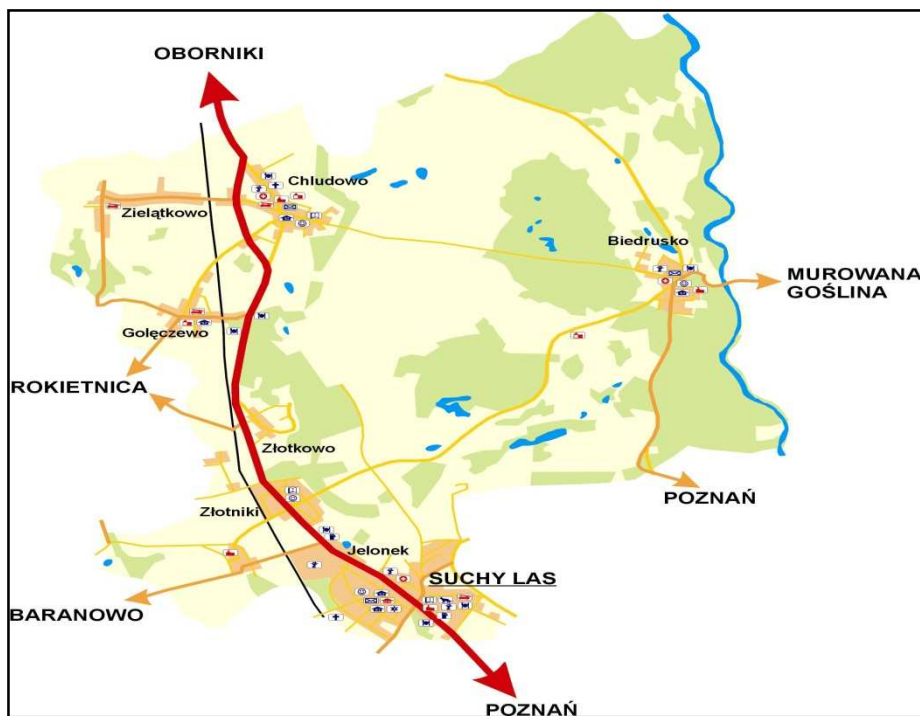 OBORNIKI
Chludowo
Zielątkowo
Biedrusko
MUROWANA
GOŚLINA
Golęczewo
ROKIETNICA
Złotkowo
Złotniki
POZNAŃ
Jelonek
SUCHY LAS
BARANOWO
POZNAŃ